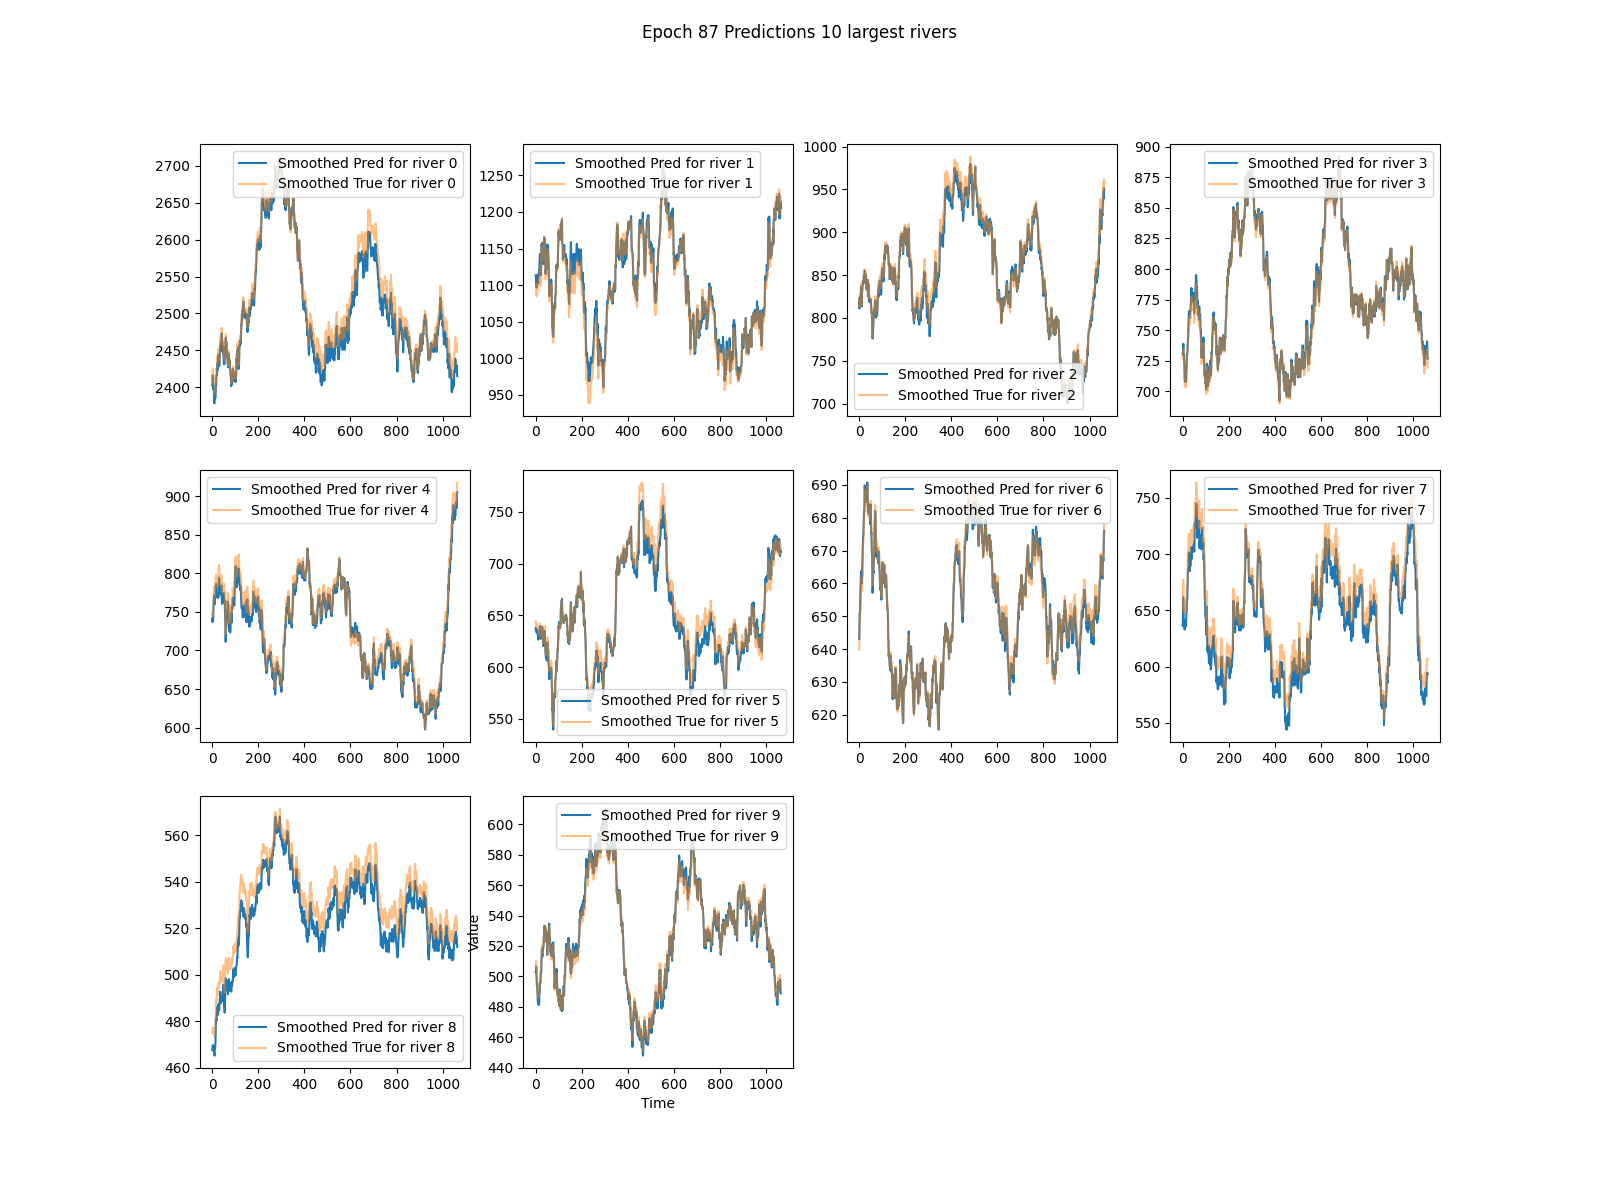 Epoch 87 Predictions 10 largest rivers
2700
2650
2600
2550
2500
2450
2400
0 200 400 600 800 1000
Smoothed Pred for river 0
Smoothed True for river 0
1250
1200
1150
1100
1050
1000
950
0 200 400 600 800 1000
Smoothed Pred for river 1
Smoothed True for river 1
1000
950
900
850
800
750
700
0 200 400 600 800 1000
Smoothed Pred for river 2
Smoothed True for river 2
900
875
850
825
800
775
750
725
700
0 200 400 600 800 1000
Smoothed Pred for river 3
Smoothed True for river 3
900
850
800
750
700
650
600
0 200 400 600 800 1000
Smoothed Pred for river 4
Smoothed True for river 4
750
700
650
600
550
0 200 400 600 800 1000
Smoothed Pred for river 5
Smoothed True for river 5
690
680
670
660
650
640
630
620
0 200 400 600 800 1000
Smoothed Pred for river 6
Smoothed True for river 6
750
700
650
600
550
0 200 400 600 800 1000
Smoothed Pred for river 7
Smoothed True for river 7
560
540
520
500
480
460
0 200 400 600 800 1000
Smoothed Pred for river 8
Smoothed True for river 8
Value
600
580
560
540
520
500
480
460
440
0 200 400 600 800 1000
Smoothed Pred for river 9
Smoothed True for river 9
Time